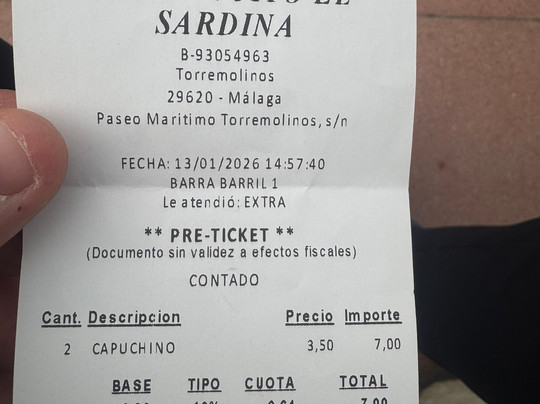 SARDINA
B-93054963
Torremolinos
29620 - Málaga
Paseo Maritimo Torremolinos, s/n
FECHA: 13/01/2026 14:57:40
BARRA BARRIL 1
Le atendió: EXTRA
** PRE-TICKET **
(Documento sin validez a efectos fiscales)
CONTADO
Cant. Descripcion Precio Importe
2 CAPUCHINO 3,50 7,00
BASE TIPO CUOTA TOTAL